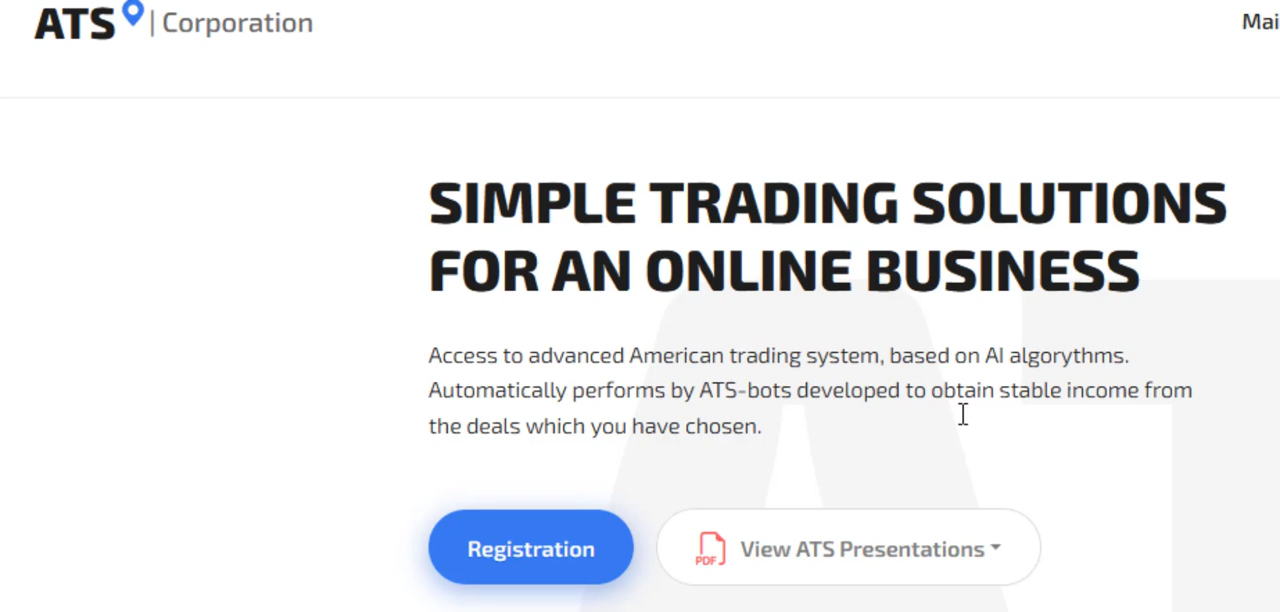 ATS | Corporation
Mai
SIMPLE TRADING SOLUTIONS
FOR AN ONLINE BUSINESS
Access to advanced American trading system, based on AI algorythms.
Automatically performs by ATS-bots developed to obtain stable income from
the deals which you have chosen.
Registration
PDF View ATS Presentations